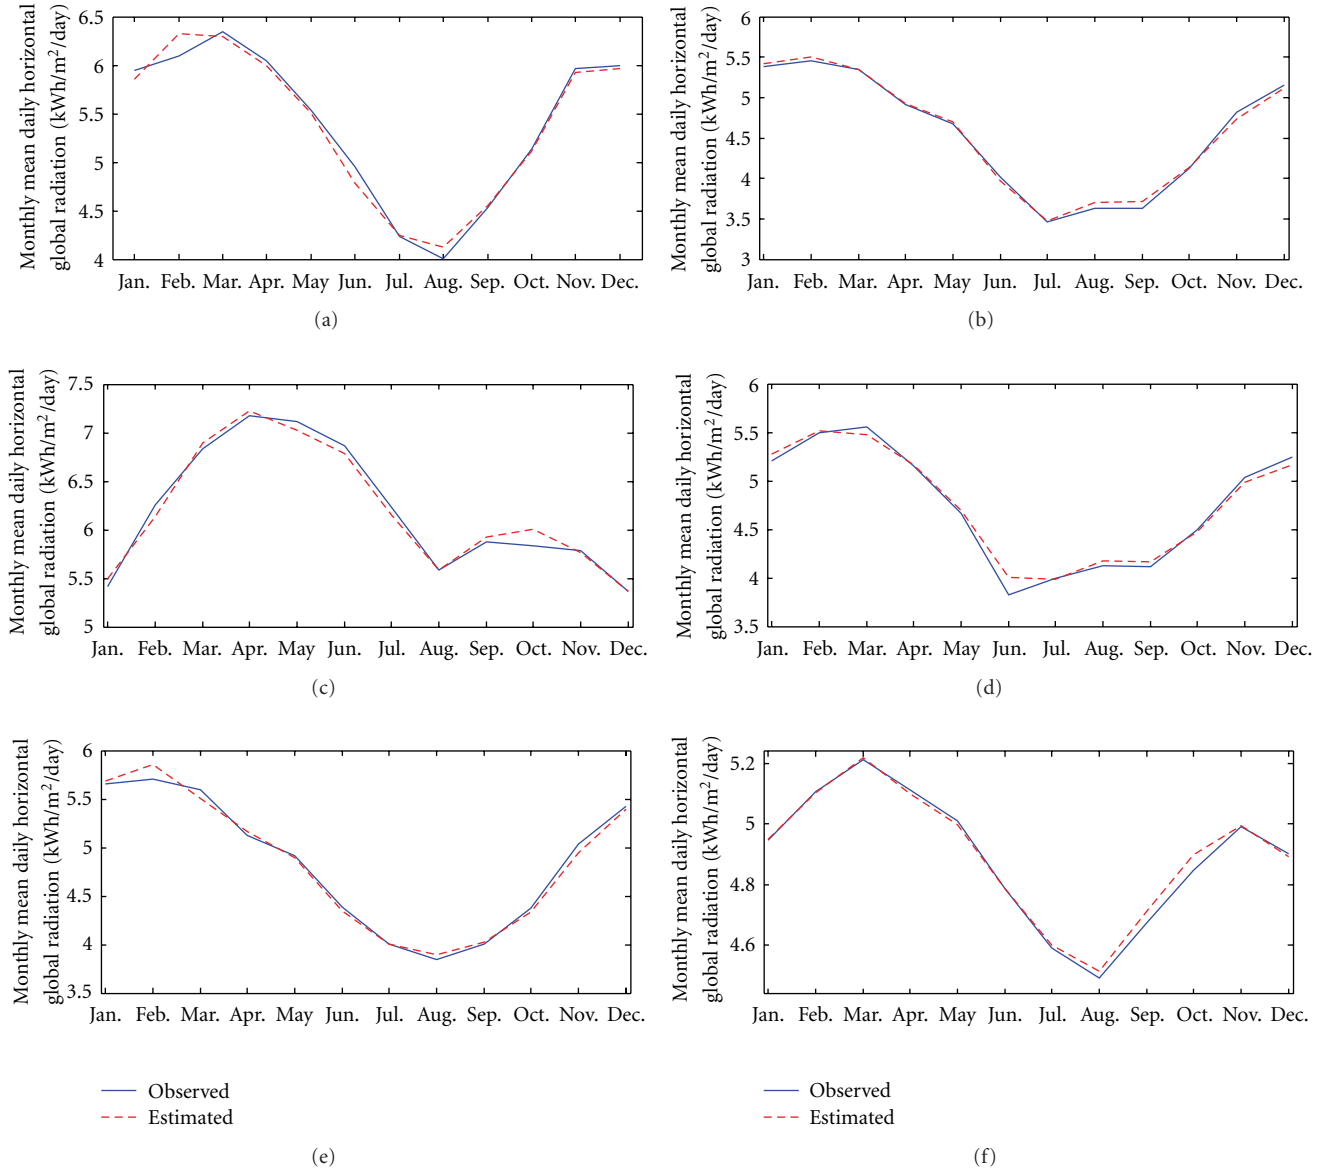 Monthly mean daily horizontal
global radiation (kWh/m²/day)
6.5
6
5.5
5
4.5
4
Jan. Feb. Mar. Apr. May Jun. Jul. Aug. Sep. Oct. Nov. Dec.
(a)
Monthly mean daily horizontal
global radiation (kWh/m²/day)
6
5.5
5
4.5
4
3.5
3
Jan. Feb. Mar. Apr. May Jun. Jul. Aug. Sep. Oct. Nov. Dec.
(b)
Monthly mean daily horizontal
global radiation (kWh/m²/day)
7.5
7
6.5
6
5.5
5
Jan. Feb. Mar. Apr. May Jun. Jul. Aug. Sep. Oct. Nov. Dec.
(c)
Monthly mean daily horizontal
global radiation (kWh/m²/day)
6
5.5
5
4.5
4
3.5
Jan. Feb. Mar. Apr. May Jun. Jul. Aug. Sep. Oct. Nov. Dec.
(d)
Monthly mean daily horizontal
global radiation (kWh/m²/day)
6
5.5
5
4.5
4
3.5
Jan. Feb. Mar. Apr. May Jun. Jul. Aug. Sep. Oct. Nov. Dec.
Observed
Estimated
(e)
Monthly mean daily horizontal
global radiation (kWh/m²/day)
5.2
5
4.8
4.6
Jan. Feb. Mar. Apr. May Jun. Jul. Aug. Sep. Oct. Nov. Dec.
Observed
Estimated
(f)